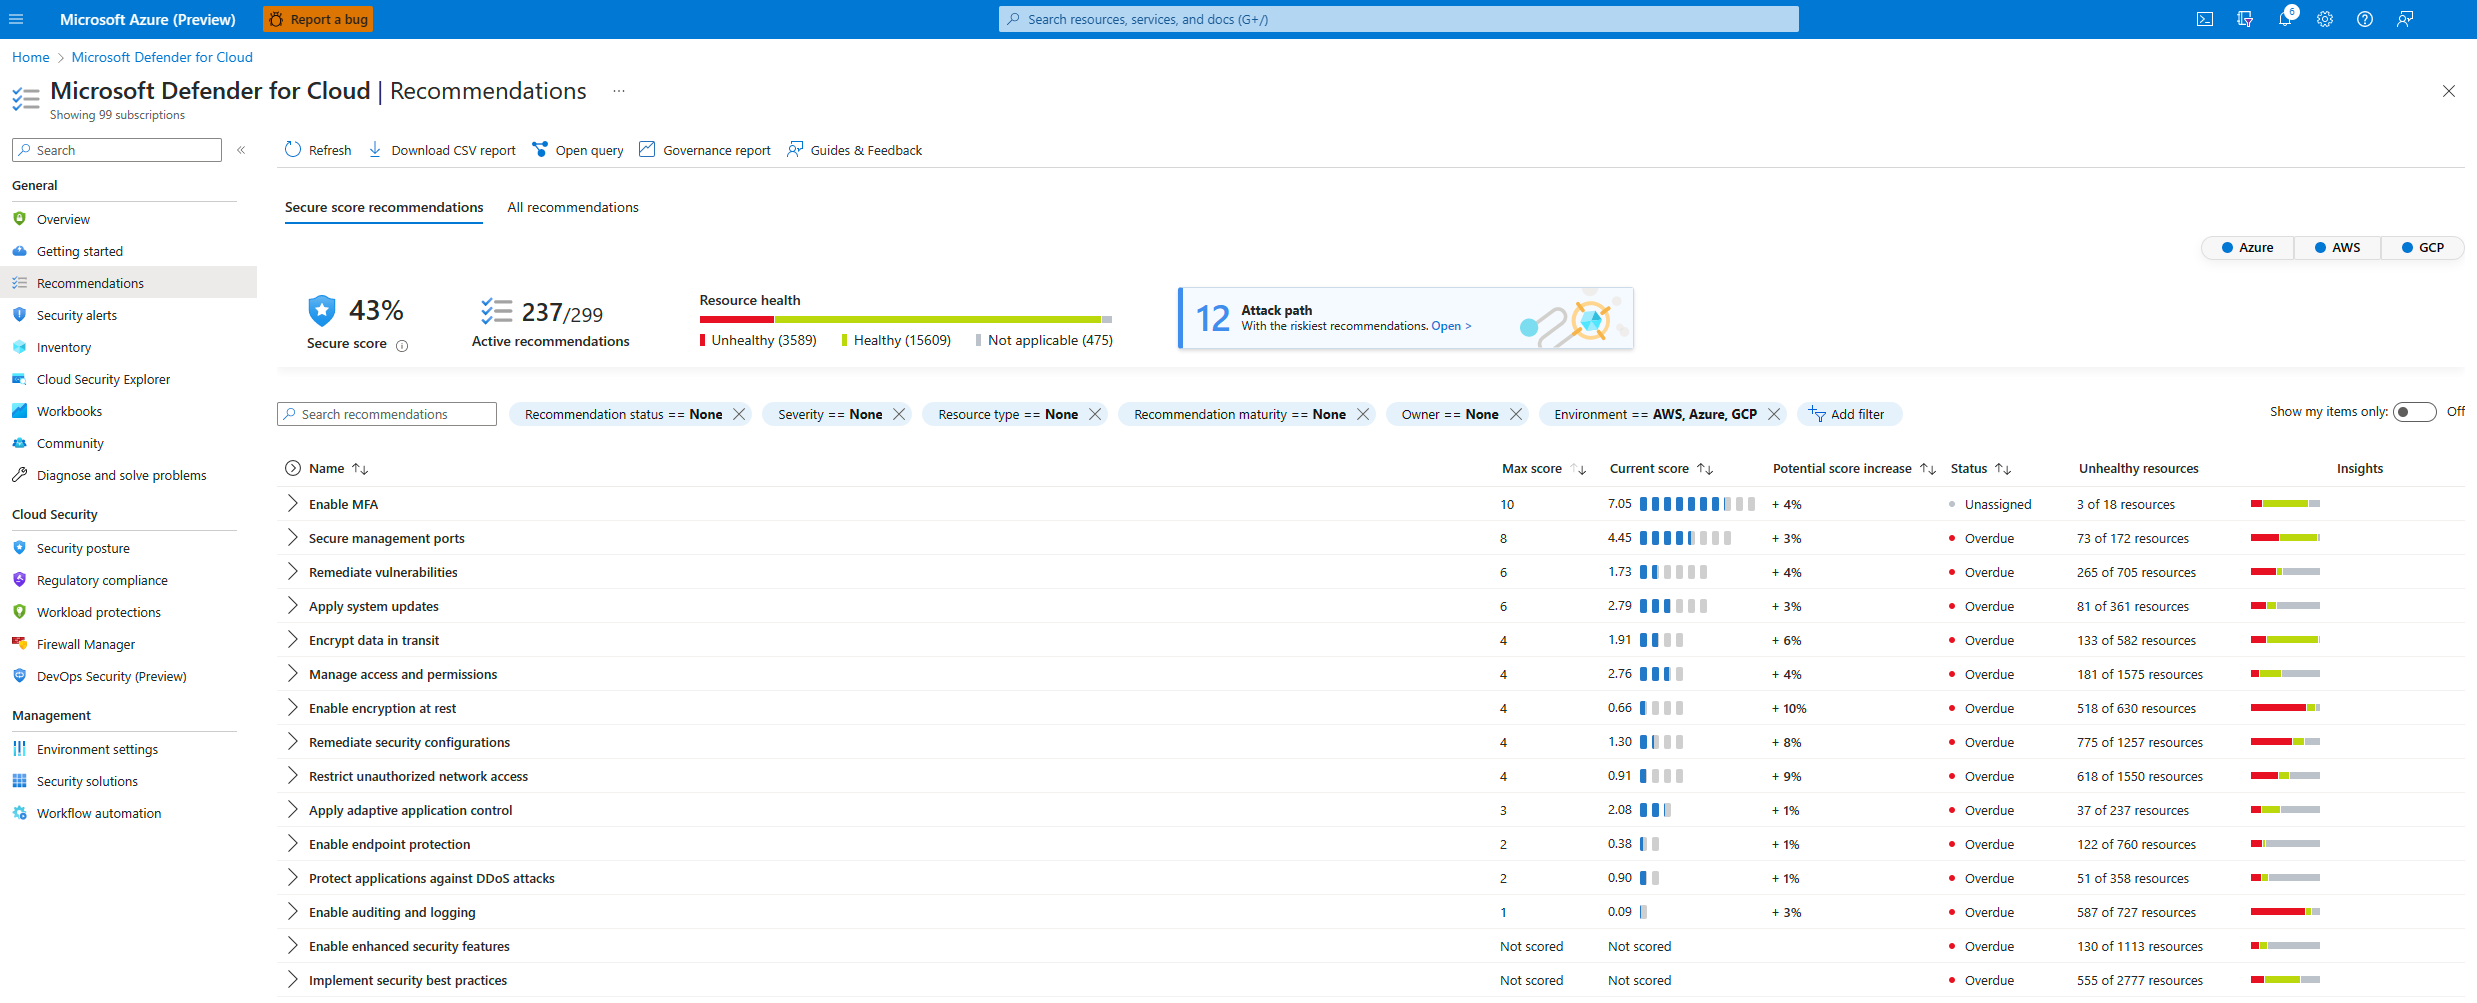 Microsoft Azure (Preview)
Report a bug
Search resources, services, and docs (G+/)
6
Home > Microsoft Defender for Cloud
Microsoft Defender for Cloud | Recommendations ...
Showing 99 subscriptions
Search
«
General
Overview
Getting started
Recommendations
Security alerts
Inventory
Cloud Security Explorer
Workbooks
Community
Diagnose and solve problems
Cloud Security
Security posture
Regulatory compliance
Workload protections
Firewall Manager
DevOps Security (Preview)
Management
Environment settings
Security solutions
Workflow automation
Refresh Download CSV report Open query Governance report Guides & Feedback
Secure score recommendations All recommendations
Azure AWS GCP
43%
Secure score
237/299
Active recommendations
Resource health
Unhealthy (3589) Healthy (15609) Not applicable (475)
12
Attack path
With the riskiest recommendations. Open >
Search recommendations
Recommendation status == None
Severity == None
Resource type == None
Recommendation maturity == None
Owner == None
Environment == AWS, Azure, GCP
Add filter
Show my items only: Off
Name Max score Current score Potential score increase Status Unhealthy resources Insights
Enable MFA 10 7.05 + 4% Unassigned 3 of 18 resources
Secure management ports 8 4.45 + 3% Overdue 73 of 172 resources
Remediate vulnerabilities 6 1.73 + 4% Overdue 265 of 705 resources
Apply system updates 6 2.79 + 3% Overdue 81 of 361 resources
Encrypt data in transit 4 1.91 + 6% Overdue 133 of 582 resources
Manage access and permissions 4 2.76 + 4% Overdue 181 of 1575 resources
Enable encryption at rest 4 0.66 + 10% Overdue 518 of 630 resources
Remediate security configurations 4 1.30 + 8% Overdue 775 of 1257 resources
Restrict unauthorized network access 4 0.91 + 9% Overdue 618 of 1550 resources
Apply adaptive application control 3 2.08 + 1% Overdue 37 of 237 resources
Enable endpoint protection 2 0.38 + 1% Overdue 122 of 760 resources
Protect applications against DDoS attacks 2 0.90 + 1% Overdue 51 of 358 resources
Enable auditing and logging 1 0.09 + 3% Overdue 587 of 727 resources
Enable enhanced security features Not scored Not scored Overdue 130 of 1113 resources
Implement security best practices Not scored Not scored Overdue 555 of 2777 resources